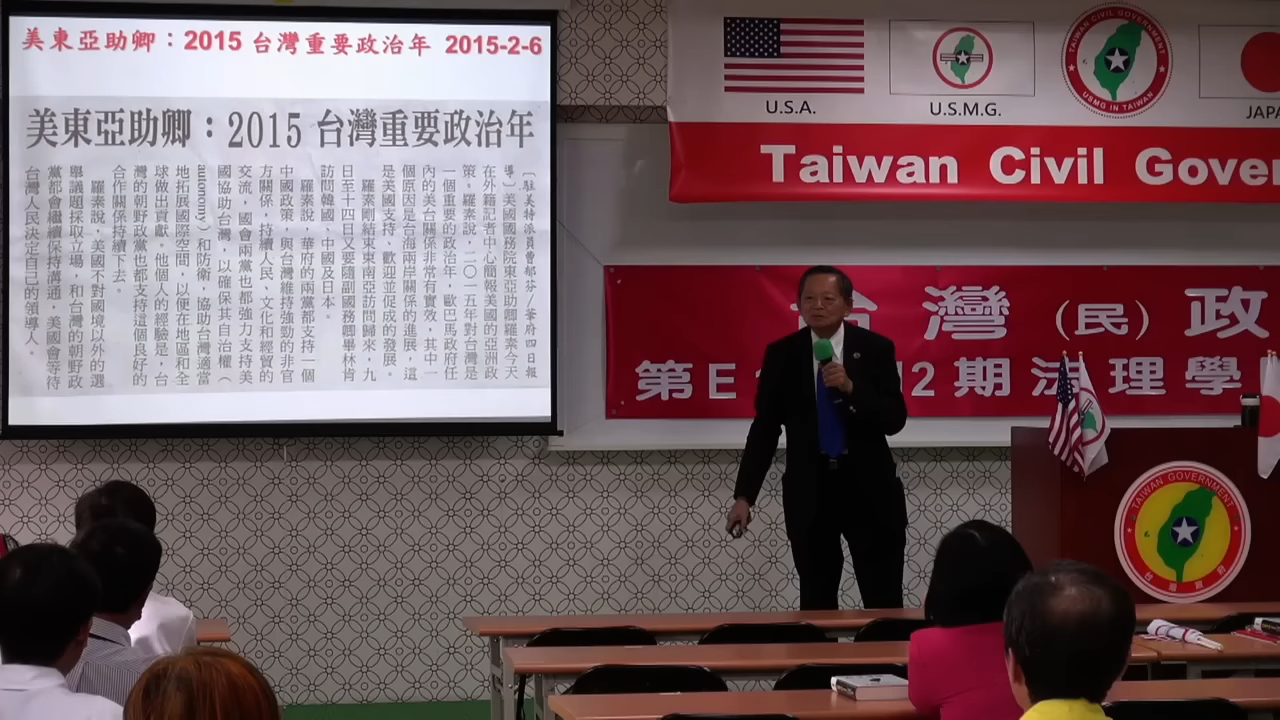 美東亞助卿：2015 台灣重要政治年 2015-2-6
美東亞助卿：2015 台灣重要政治年
〔駐美特派員曹郁芬／華府四日報
導〕美國國務院東亞助卿羅素今天
在外籍記者中心簡報美國的亞洲政
策。羅素說，二〇一五年對台灣是
一個重要的政治年，歐巴馬政府任
內的美台關係非常有實效，其中一
個原因是台海兩岸關係的進展，這
是美國支持、歡迎並促成的發展。
羅素剛結束東南亞訪問歸來，九
日至十四日又要隨副國務卿畢林肯
訪問韓國、中國及日本。
羅素說，華府的兩黨都支持一個
中國政策，與台灣維持強勁的非官
方關係，持續人民、文化和經貿的
交流，國會兩黨也都強力支持美
國協助台灣，以確保其自治權（
autonomy）和防衛，協助台灣適當
地拓展國際空間，以便在地區和全
球做出貢獻。他個人的經驗是，台
灣的朝野政黨也都支持這個良好的
合作關係持續下去。
羅素說，美國不對國境以外的選
舉議題採取立場，和台灣的朝野政
黨都會繼續保持溝通，美國會等待
台灣人民決定自己的領導人。
U.S.A.
U.S.M.G.
TAIWAN CIVIL GOVERNMENT
USMG IN TAIWAN
JAPA
Taiwan Civil Gover
台灣（民）政
第E 12期法理學
TAIWAN GOVERNMENT
台灣政府